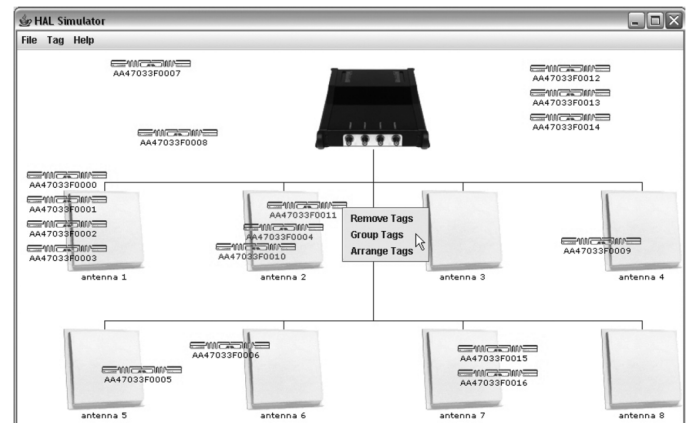 HAL Simulator
File Tag Help
AA47033F0007
AA47033F0012
AA47033F0013
AA47033F0014
AA47033F0008
AA47033F0000
AA47033F0001
AA47033F0002
AA47033F0003
AA47033F0011
AA47033F0004
AA47033F0010
Remove Tags
Group Tags
Arrange Tags
AA47033F0009
antenna 1
antenna 2
antenna 3
antenna 4
AA47033F0006
AA47033F0005
AA47033F0015
AA47033F0016
antenna 5
antenna 6
antenna 7
antenna 8